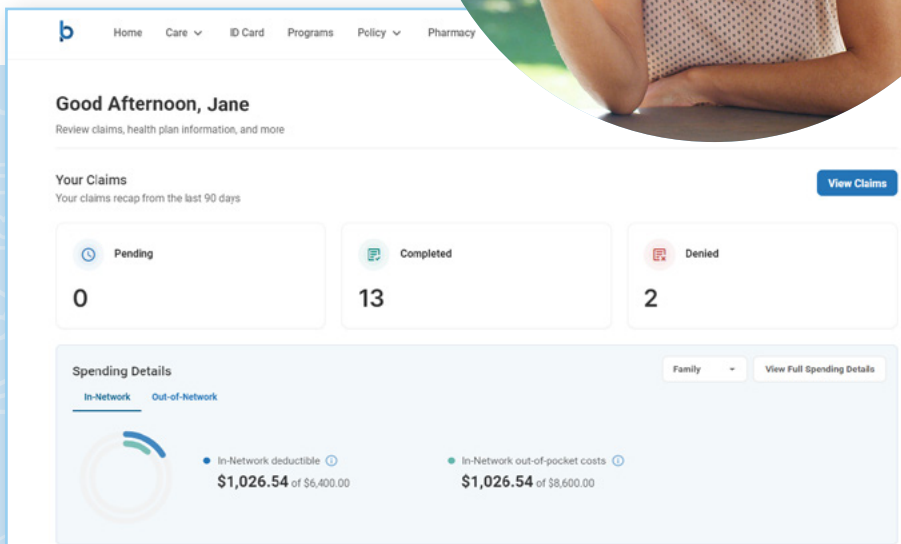 b
Home Care ID Card Programs Policy Pharmacy
Good Afternoon, Jane
Review claims, health plan information, and more
Your Claims
Your claims recap from the last 90 days
View Claims
Pending
0
Completed
13
Denied
2
Spending Details
Family
View Full Spending Details
In-Network Out-of-Network
In-Network deductible
$1,026.54 of $6,400.00
In-Network out-of-pocket costs
$1,026.54 of $8,600.00